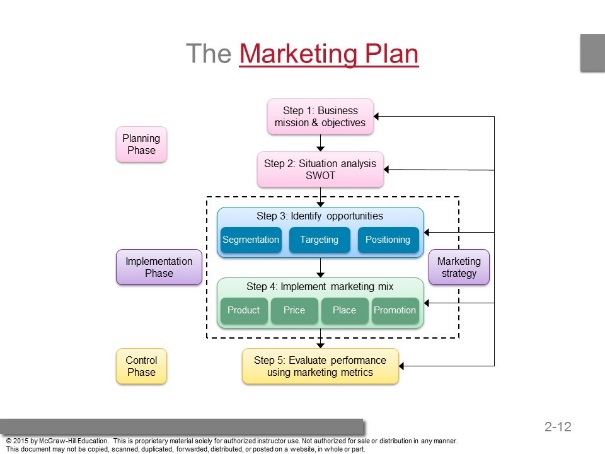 The Marketing Plan
Step 1: Business
mission & objectives
Planning
Phase
Step 2: Situation analysis
SWOT
Step 3: Identify opportunities
Segmentation
Targeting
Positioning
Implementation
Phase
Marketing
strategy
Step 4: Implement marketing mix
Product
Price
Place
Promotion
Control
Phase
Step 5: Evaluate performance
using marketing metrics
2-12
© 2015 by McGraw-Hill Education. This is proprietary material solely for authorized instructor use. Not authorized for sale or distribution in any manner.
This document may not be copied, scanned, duplicated, forwarded, distributed, or posted on a website, in whole or part.